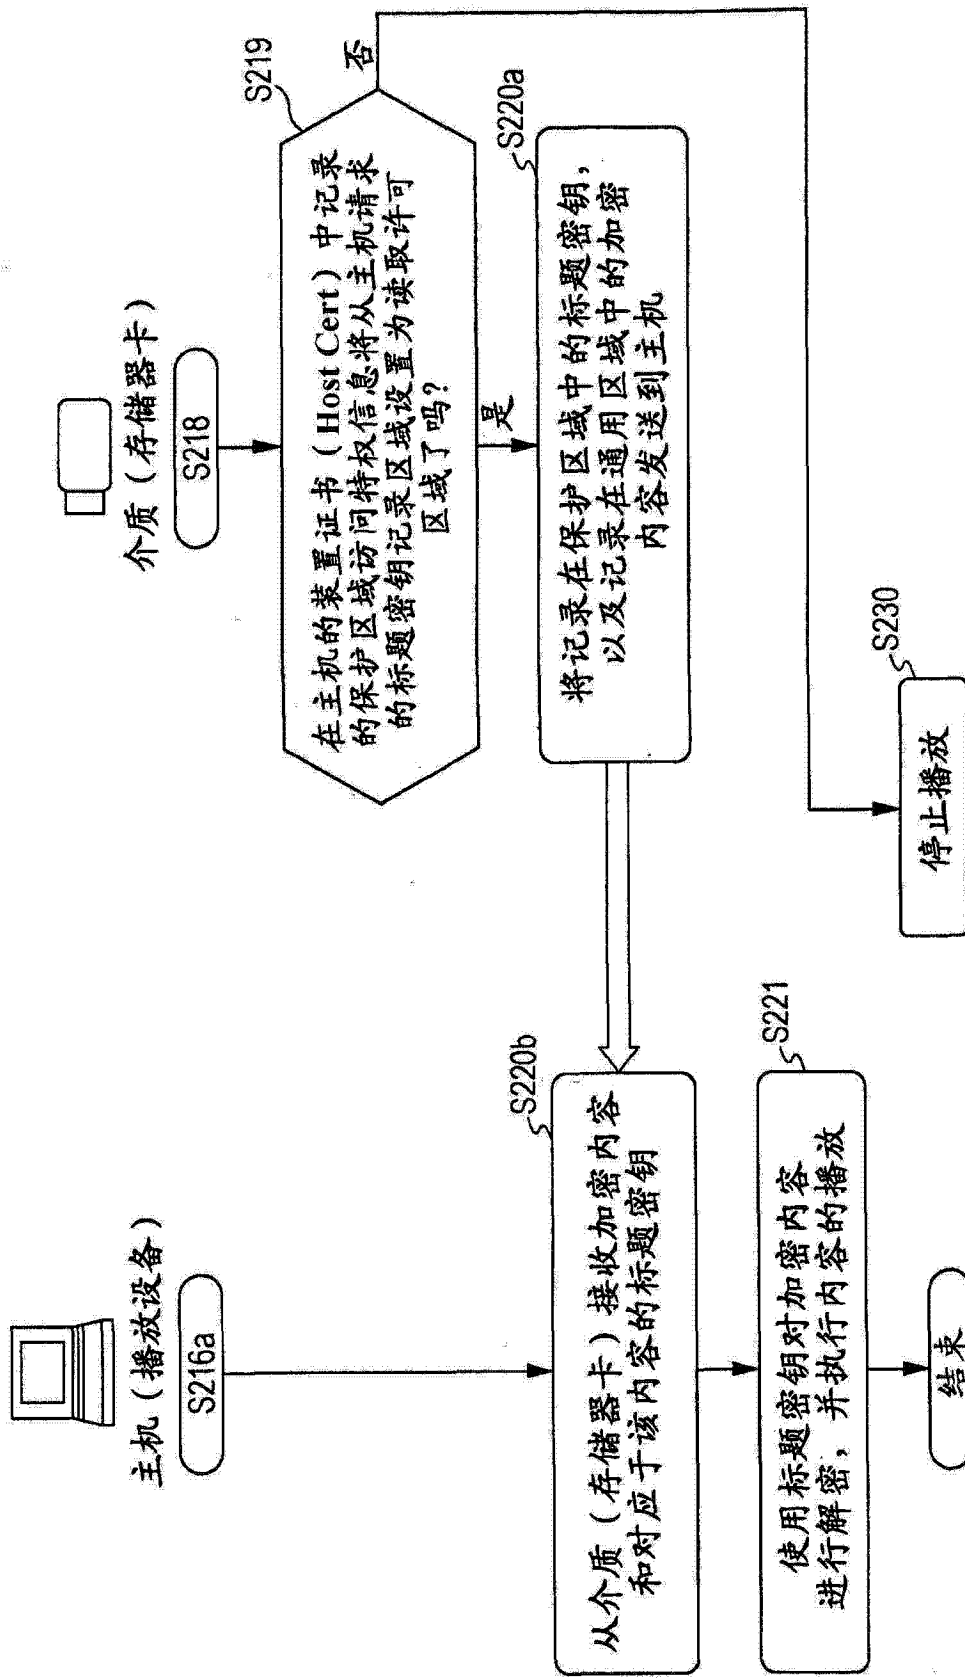 主机（播放设备）
S216a
介质（存储器卡）
S218
S219
在主机的装置证书（Host Cert）中记录
的保护区域访问特权信息将从主机请求
的标题密钥记录区域设置为读取许可
区域了吗？
否
是
S220a
将记录在保护区域中的标题密钥，
以及记录在通用区域中的加密
内容发送到主机
S220b
从介质（存储器卡）接收加密内容
和对应于该内容的标题密钥
S221
使用标题密钥对加密内容
进行解密，并执行内容的播放
S230
停止播放
结束